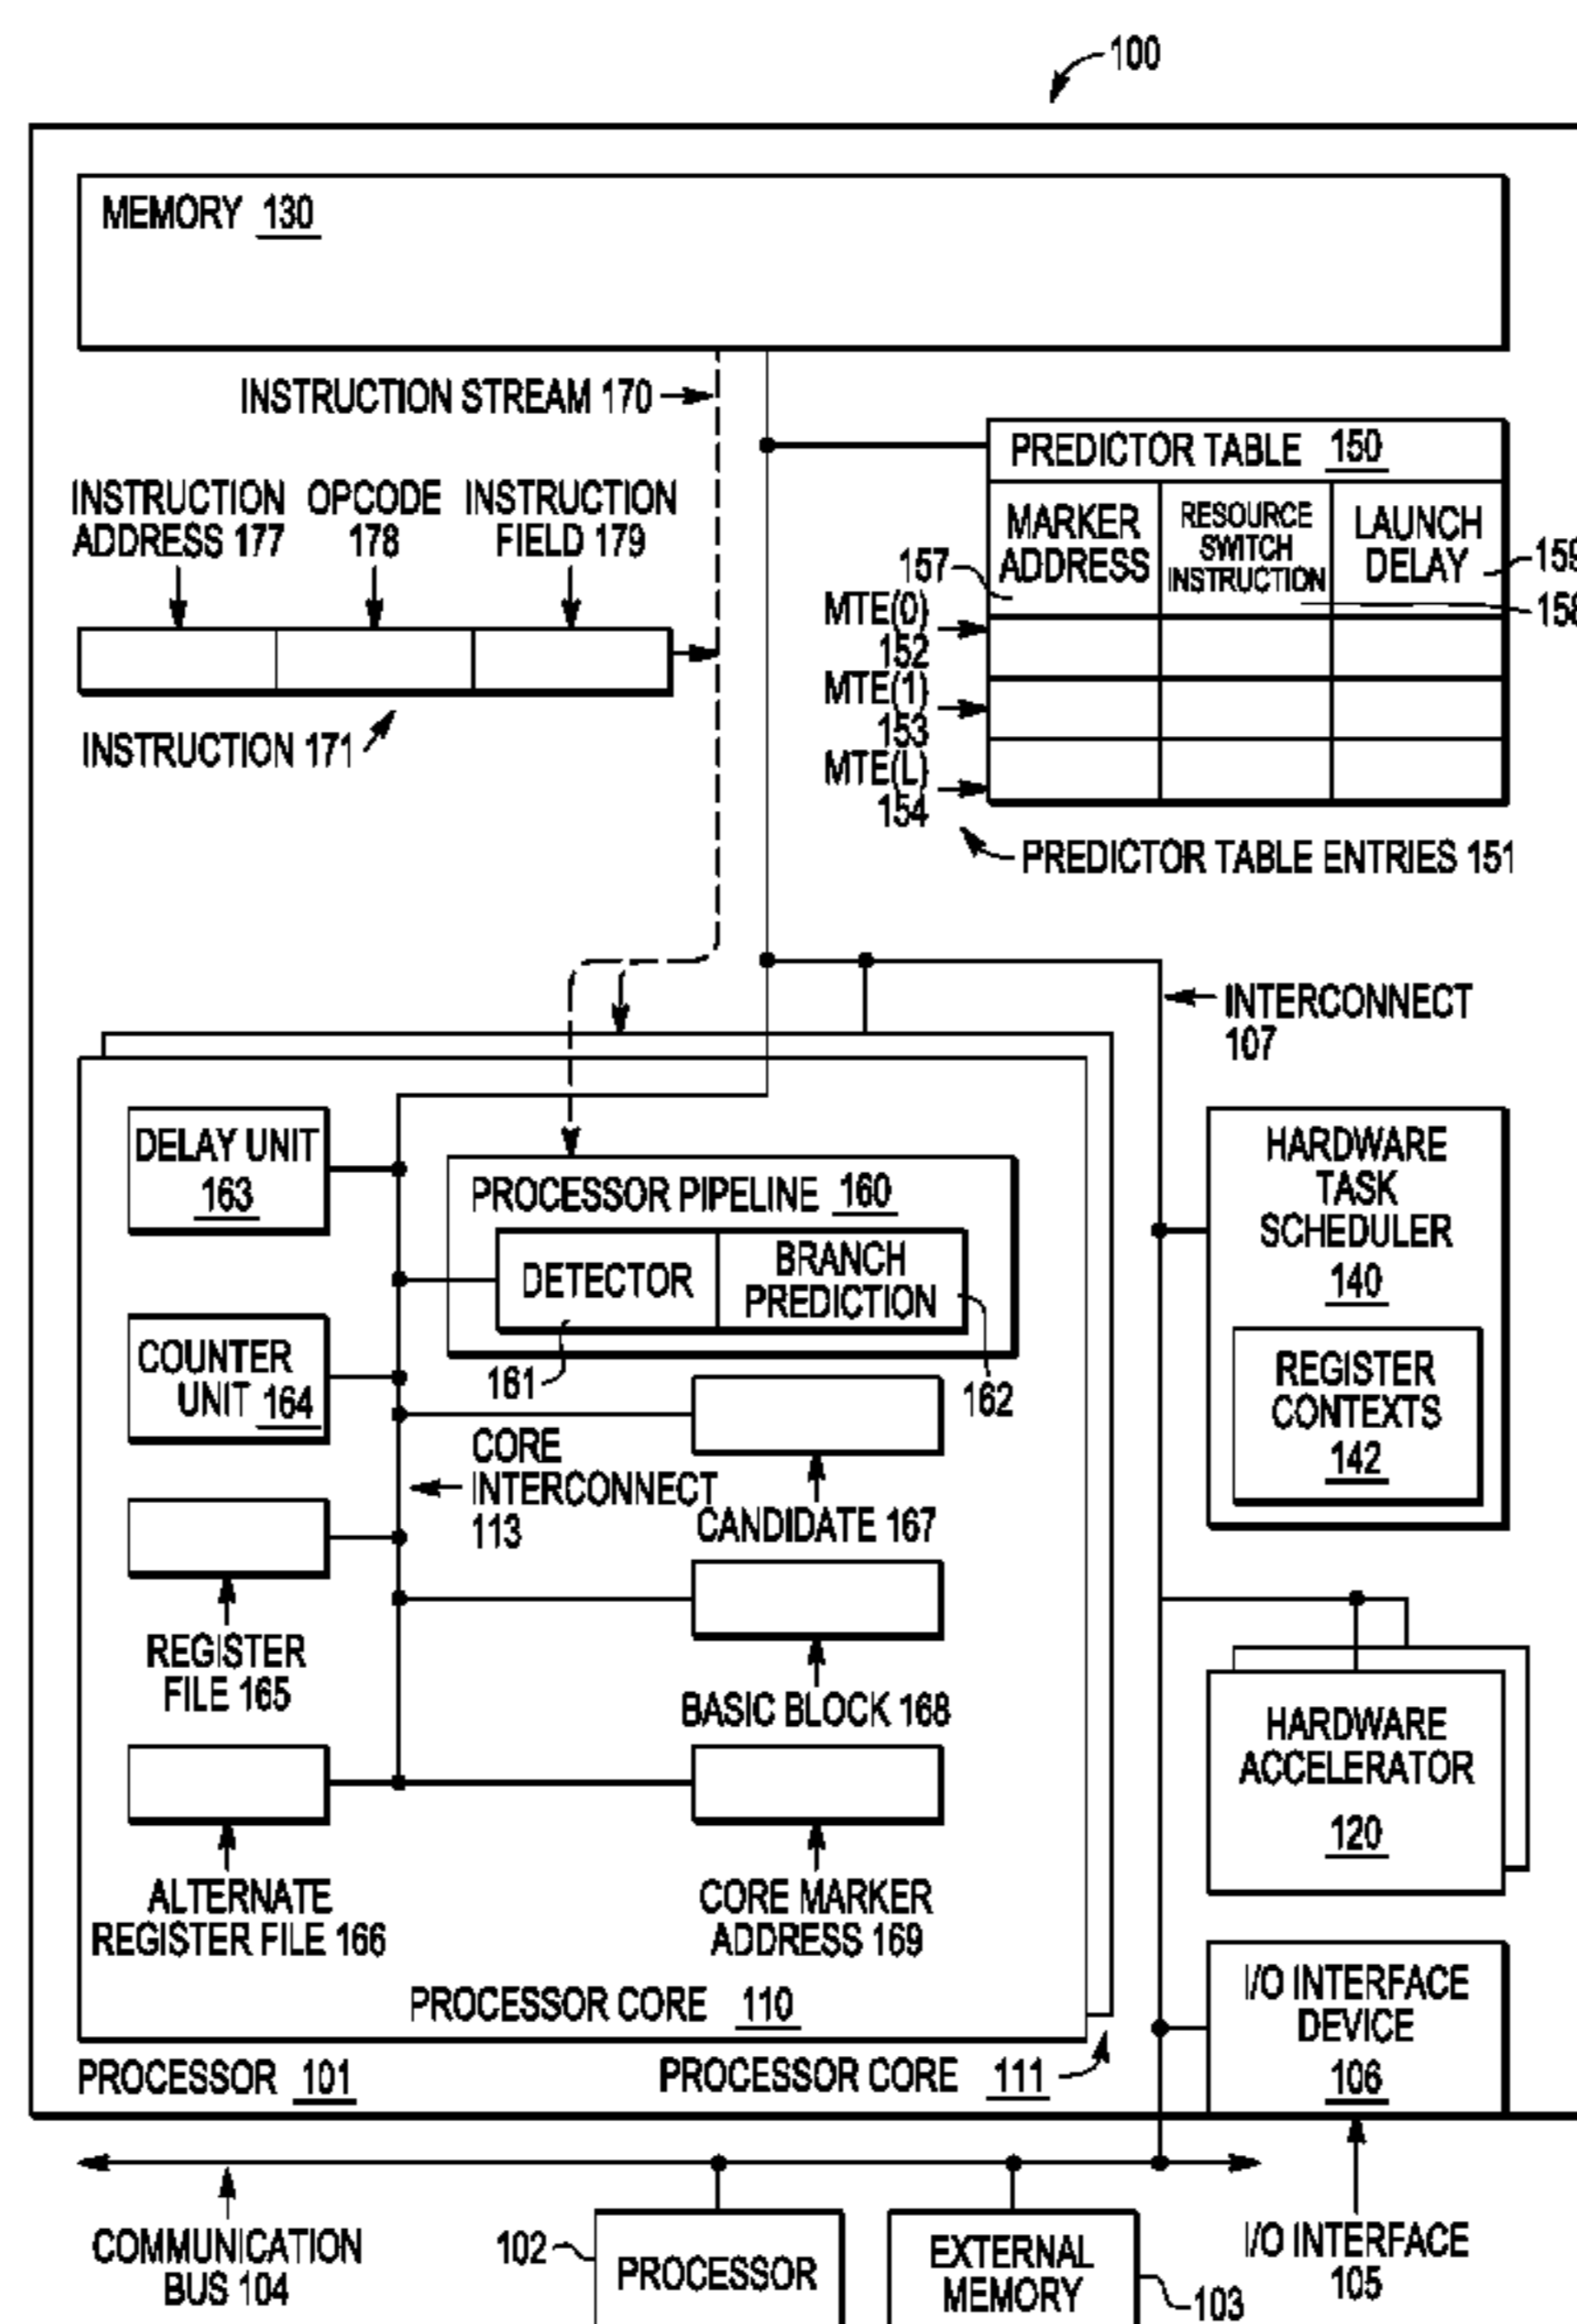 100
MEMORY 130
INSTRUCTION STREAM 170
PREDICTOR TABLE 150
INSTRUCTION
ADDRESS 177
OPCODE
178
INSTRUCTION
FIELD 179
MARKER
ADDRESS
RESOURCE
SWITCH
INSTRUCTION
LAUNCH
DELAY
157
159
158
MTE(0)
152
MTE(1)
153
MTE(L)
154
INSTRUCTION 171
PREDICTOR TABLE ENTRIES 151
INTERCONNECT
107
DELAY UNIT
163
PROCESSOR PIPELINE 160
DETECTOR
BRANCH
PREDICTION
161
162
HARDWARE
TASK
SCHEDULER
140
REGISTER
CONTEXTS
142
COUNTER
UNIT 164
CORE
INTERCONNECT
113
CANDIDATE 167
REGISTER
FILE 165
BASIC BLOCK 168
HARDWARE
ACCELERATOR
120
ALTERNATE
REGISTER FILE 166
CORE MARKER
ADDRESS 169
PROCESSOR CORE 110
I/O INTERFACE
DEVICE
106
PROCESSOR 101
PROCESSOR CORE 111
COMMUNICATION
BUS 104
102
PROCESSOR
EXTERNAL
MEMORY
103
I/O INTERFACE
105